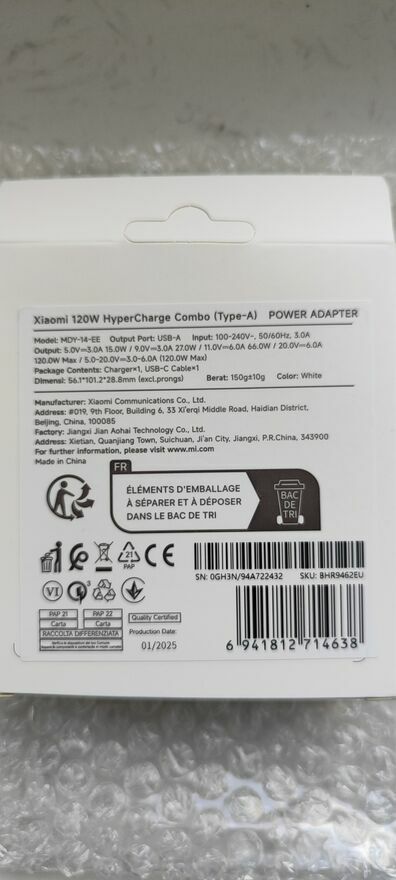 Xiaomi 120W HyperCharge Combo (Type-A) POWER ADAPTER
Model: MDY-14-EE Output Port: USB-A Input: 100-240V~, 50/60Hz, 3.0A
Output: 5.0V⎓3.0A 15.0W / 9.0V⎓3.0A 27.0W / 11.0V⎓6.0A 66.0W / 20.0V⎓6.0A
120.0W Max / 5.0-20.0V⎓3.0-6.0A (120.0W Max)
Package Contents: Charger×1, USB-C Cable×1
Dimensi: 56.1*101.2*28.8mm (excl.prongs) Berat: 150g±10g Color: White
Manufacturer: Xiaomi Communications Co., Ltd.
Address: #019, 9th Floor, Building 6, 33 Xi'erqi Middle Road, Haidian District,
Beijing, China, 100085
Factory: Jiangxi Jian Aohai Technology Co., Ltd.
Address: Xietian, Quanjiang Town, Suichuan, Ji'an City, Jiangxi, P.R.China, 343900
For further information, please visit www.mi.com
Made in China
FR
ÉLÉMENTS D'EMBALLAGE
À SÉPARER ET À DÉPOSER
DANS LE BAC DE TRI
BAC
DE
TRI
21
PAP
CE
SN: 0GH3N/94A722432 SKU: BHR9462EU
VI
3
PAP 21 PAP 22
Carta Carta
RACCOLTA DIFFERENZIATA
Quality Certified
Production Date:
01/2025
6 941812 714638